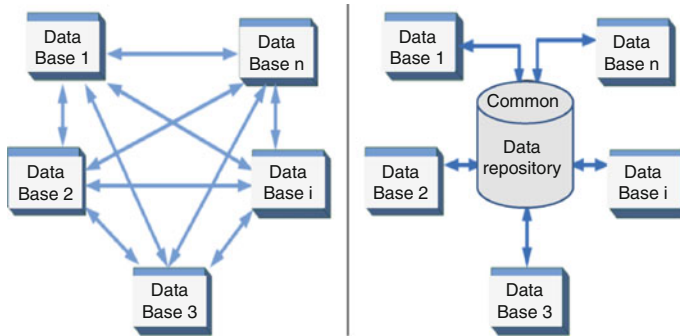 Data
Base 1
Data
Base n
Data
Base 2
Data
Base i
Data
Base 3
Data
Base 1
Data
Base n
Common
Data
repository
Data
Base 2
Data
Base i
Data
Base 3